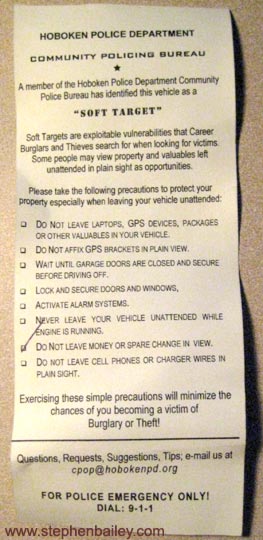 HOBOKEN POLICE DEPARTMENT
COMMUNITY POLICING BUREAU
A member of the Hoboken Police Department Community
Police Bureau has identified this vehicle as a
"SOFT TARGET"
Soft Targets are exploitable vulnerabilities that Career
Burglars and Thieves search for when looking for victims.
Some people may view property and valuables left
unattended in plain sight as opportunities.
Please take the following precautions to protect your
property especially when leaving your vehicle unattended:
DO NOT LEAVE LAPTOPS, GPS DEVICES, PACKAGES
OR OTHER VALUABLES IN YOUR VEHICLE.
DO NOT AFFIX GPS BRACKETS IN PLAIN VIEW.
WAIT UNTIL GARAGE DOORS ARE CLOSED AND SECURE
BEFORE DRIVING OFF.
LOCK AND SECURE DOORS AND WINDOWS,
ACTIVATE ALARM SYSTEMS.
NEVER LEAVE YOUR VEHICLE UNATTENDED WHILE
ENGINE IS RUNNING.
DO NOT LEAVE MONEY OR SPARE CHANGE IN VIEW.
DO NOT LEAVE CELL PHONES OR CHARGER WIRES IN
PLAIN SIGHT.
Exercising these simple precautions will minimize the
chances of you becoming a victim of
Burglary or Theft!
Questions, Requests, Suggestions, Tips; e-mail us at
cpop@hobokenpd.org
FOR POLICE EMERGENCY ONLY!
DIAL: 9-1-1
www.stephenbailey.com